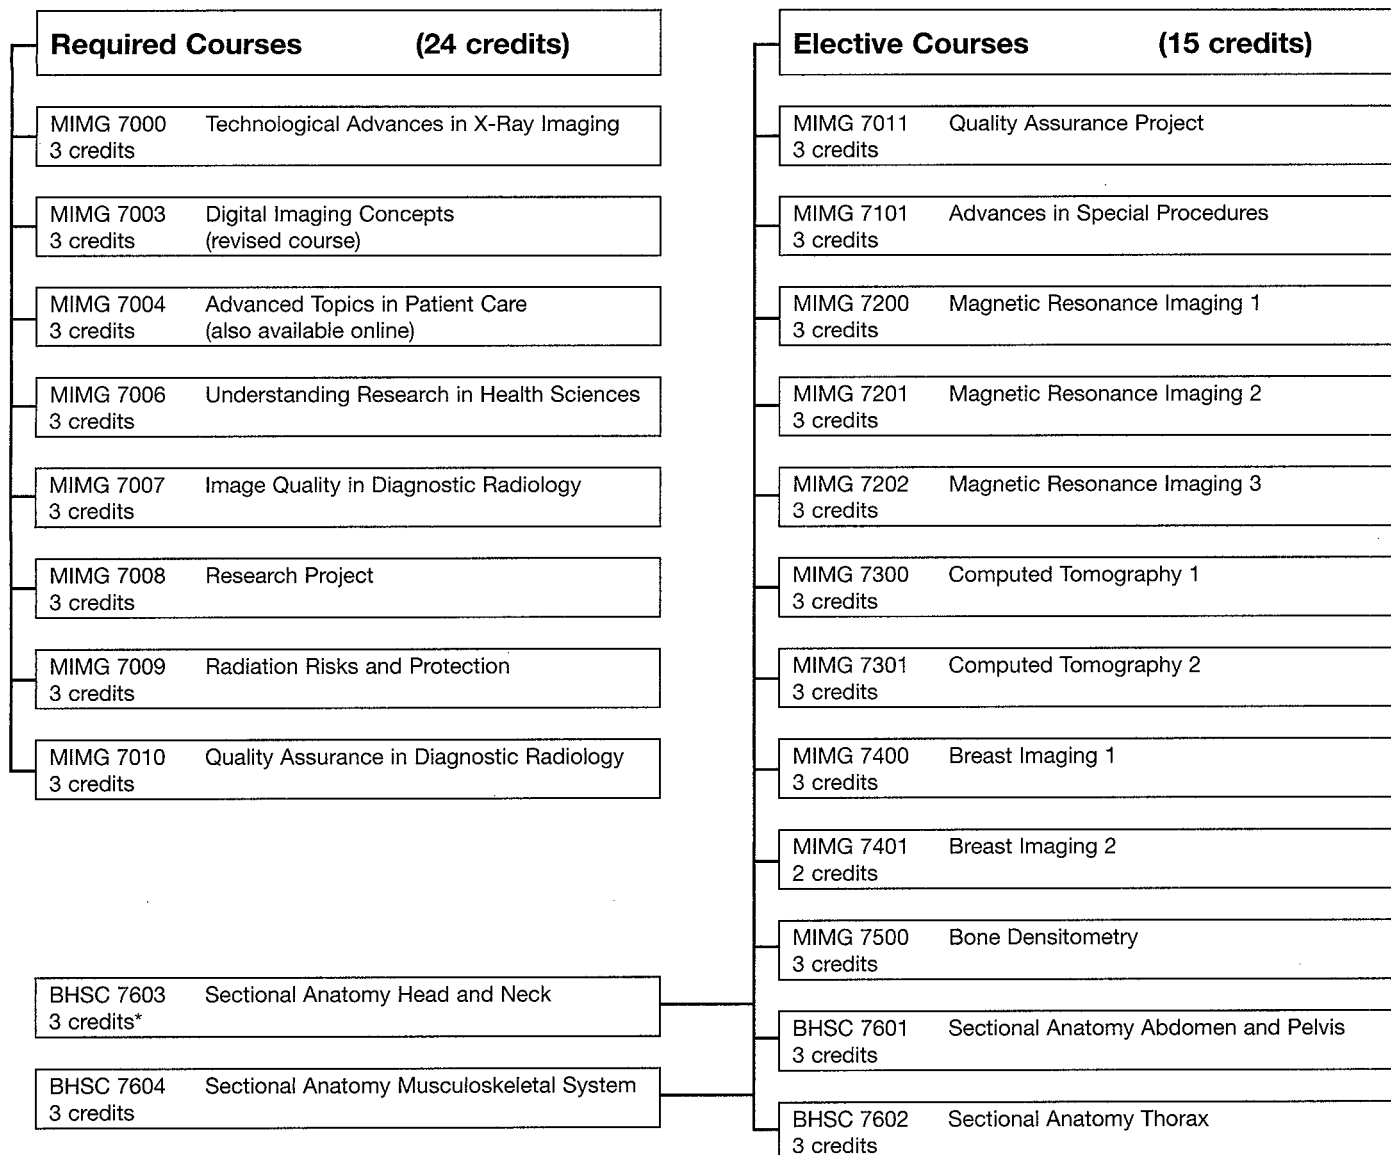 Required Courses (24 credits)
MIMG 7000 Technological Advances in X-Ray Imaging
3 credits
MIMG 7003 Digital Imaging Concepts
3 credits (revised course)
MIMG 7004 Advanced Topics in Patient Care
3 credits (also available online)
MIMG 7006 Understanding Research in Health Sciences
3 credits
MIMG 7007 Image Quality in Diagnostic Radiology
3 credits
MIMG 7008 Research Project
3 credits
MIMG 7009 Radiation Risks and Protection
3 credits
MIMG 7010 Quality Assurance in Diagnostic Radiology
3 credits
BHSC 7603 Sectional Anatomy Head and Neck
3 credits*
BHSC 7604 Sectional Anatomy Musculoskeletal System
3 credits
Elective Courses (15 credits)
MIMG 7011 Quality Assurance Project
3 credits
MIMG 7101 Advances in Special Procedures
3 credits
MIMG 7200 Magnetic Resonance Imaging 1
3 credits
MIMG 7201 Magnetic Resonance Imaging 2
3 credits
MIMG 7202 Magnetic Resonance Imaging 3
3 credits
MIMG 7300 Computed Tomography 1
3 credits
MIMG 7301 Computed Tomography 2
3 credits
MIMG 7400 Breast Imaging 1
3 credits
MIMG 7401 Breast Imaging 2
2 credits
MIMG 7500 Bone Densitometry
3 credits
BHSC 7601 Sectional Anatomy Abdomen and Pelvis
3 credits
BHSC 7602 Sectional Anatomy Thorax
3 credits